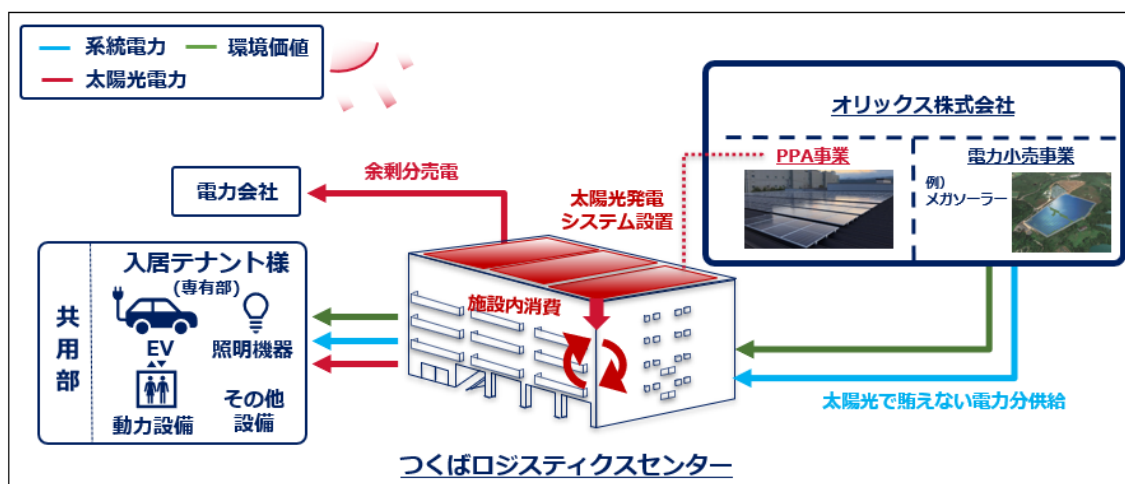 系統電力
環境価値
太陽光電力
オリックス株式会社
PPA事業
電力小売事業
例）
メガソーラー
余剰分売電
電力会社
太陽光発電
システム設置
入居テナント様
(専有部)
共用部
EV
照明機器
動力設備
その他
設備
施設内消費
太陽光で賄えない電力分供給
つくばロジスティクスセンター